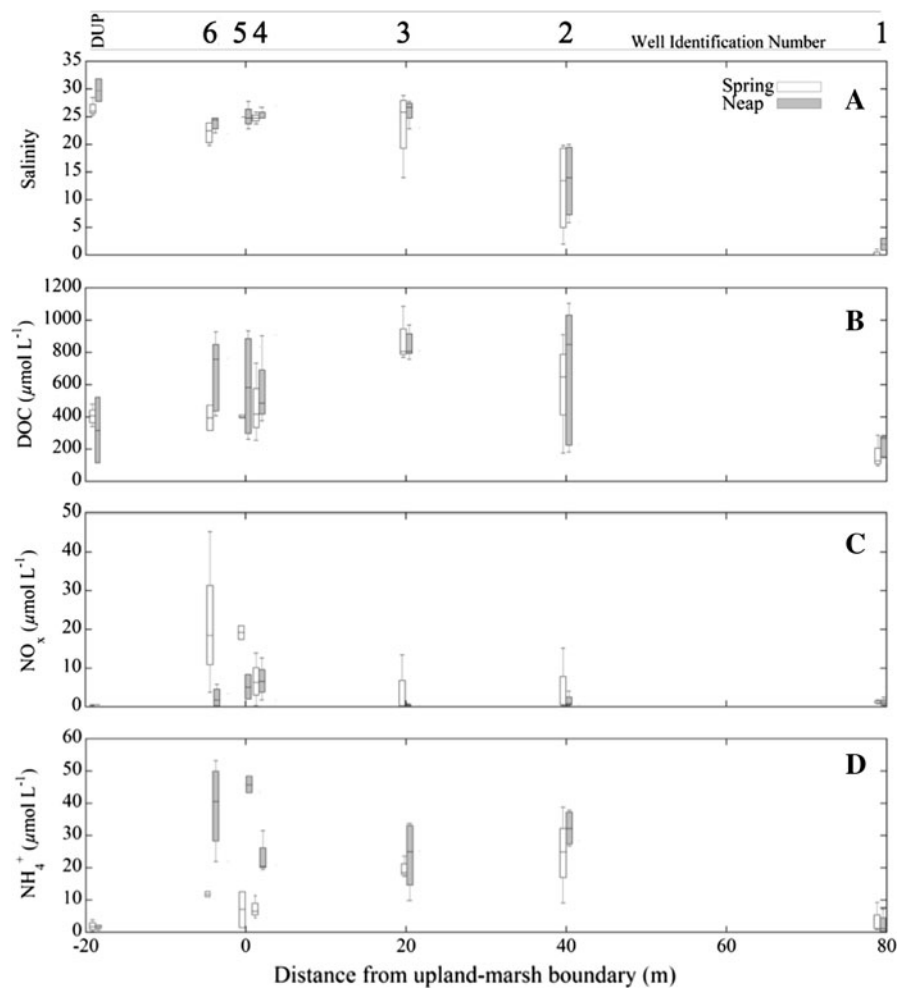 DUP 6 5 4 3 2 Well Identification Number 1
35
30
25
20
15
10
5
0
Salinity
Spring
Neap
A
1200
1000
800
600
400
200
0
DOC (µmol L⁻¹)
B
50
40
30
20
10
0
NOₓ (µmol L⁻¹)
C
60
50
40
30
20
10
0
NH₄⁺ (µmol L⁻¹)
D
-20 0 20 40 60 80
Distance from upland-marsh boundary (m)